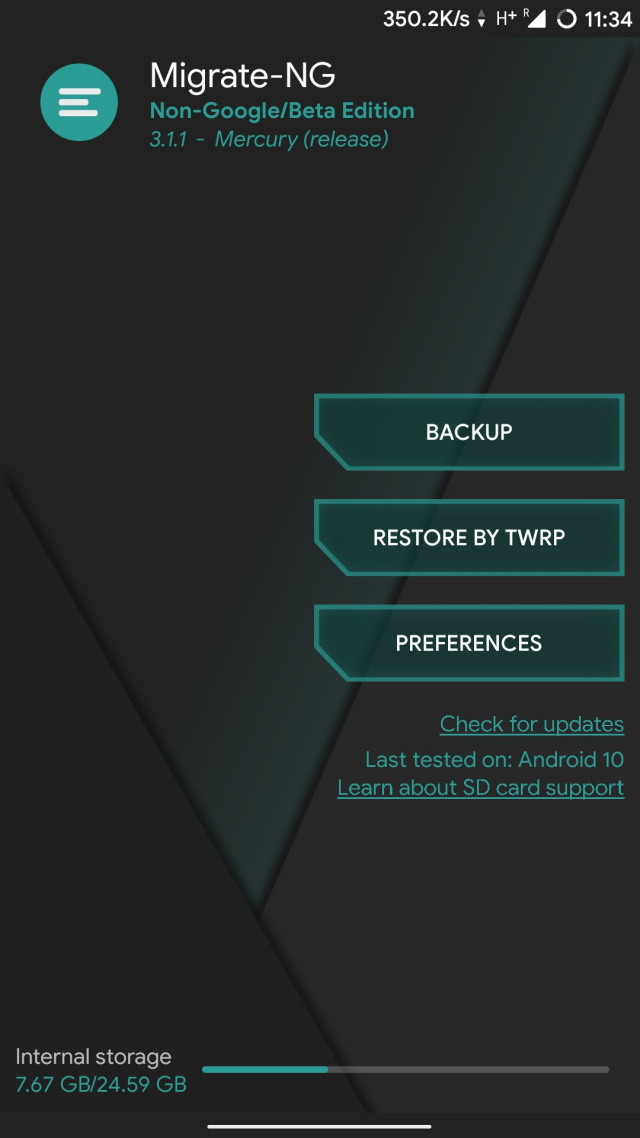 350.2K/s H+ R 11:34
Migrate-NG
Non-Google/Beta Edition
3.1.1 - Mercury (release)
BACKUP
RESTORE BY TWRP
PREFERENCES
Check for updates
Last tested on: Android 10
Learn about SD card support
Internal storage
7.67 GB/24.59 GB